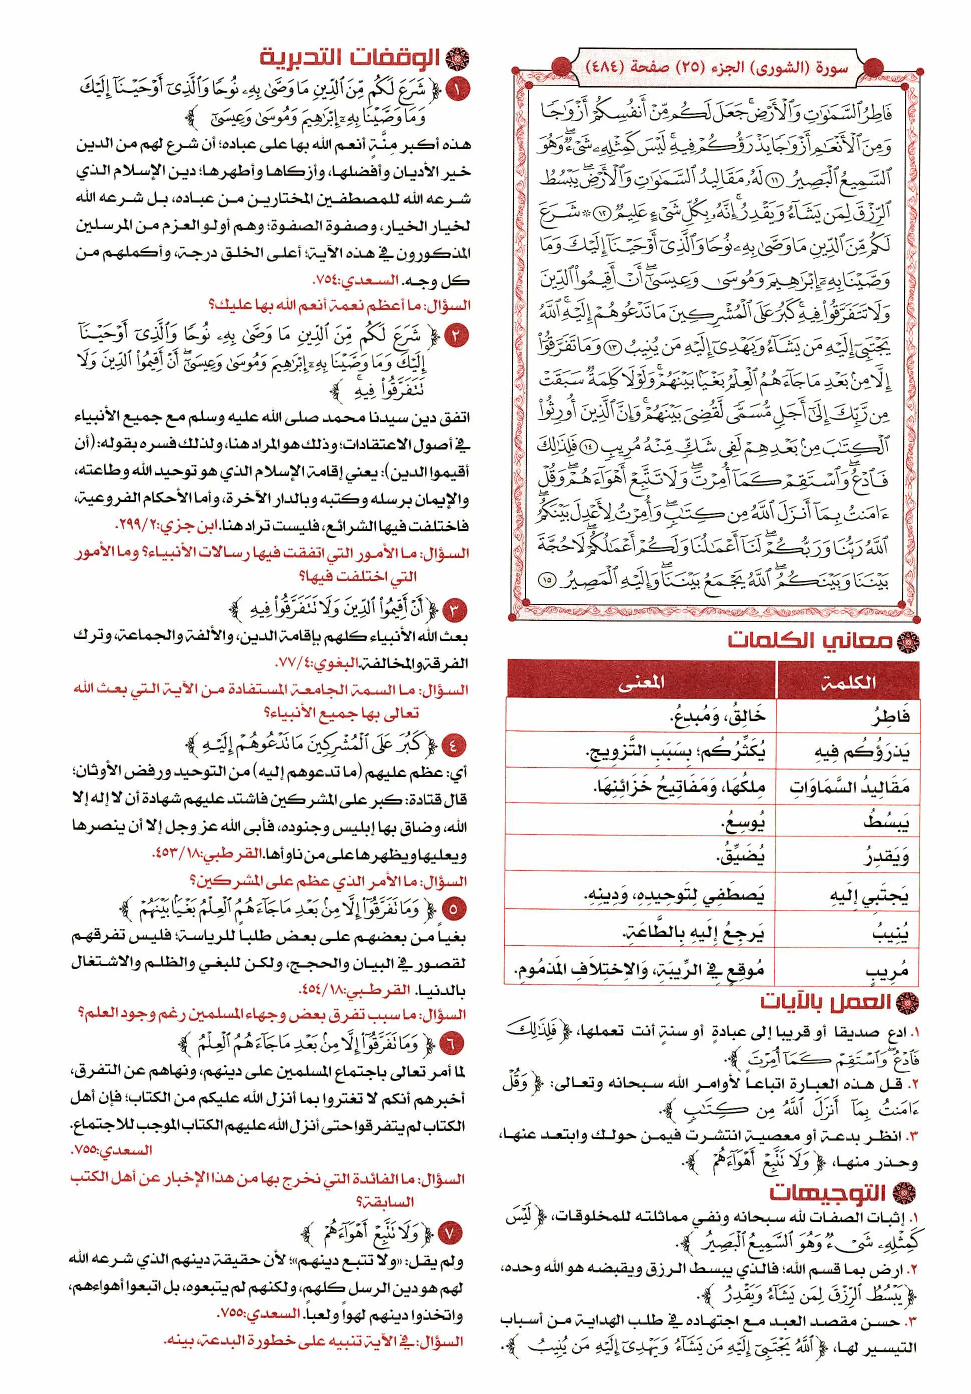 سورة (الشورى) الجزء (٢٥) صفحة (٤٨٤)
فَاطِرُ ٱلسَّمَٰوَٰتِ وَٱلْأَرْضِ ۚ جَعَلَ لَكُم مِّنْ أَنفُسِكُمْ أَزْوَٰجًا
وَمِنَ ٱلْأَنْعَٰمِ أَزْوَٰجًا يَذْرَؤُكُمْ فِيهِ ۚ لَيْسَ كَمِثْلِهِۦ شَىْءٌ ۖ وَهُوَ
ٱلسَّمِيعُ ٱلْبَصِيرُ ﴿١١﴾ لَهُۥ مَقَالِيدُ ٱلسَّمَٰوَٰتِ وَٱلْأَرْضِ ۖ يَبْسُطُ
ٱلرِّزْقَ لِمَن يَشَآءُ وَيَقْدِرُ ۚ إِنَّهُۥ بِكُلِّ شَىْءٍ عَلِيمٌ ﴿١٢﴾ ۞ شَرَعَ
لَكُم مِّنَ ٱلدِّينِ مَا وَصَّىٰ بِهِۦ نُوحًا وَٱلَّذِىٓ أَوْحَيْنَآ إِلَيْكَ وَمَا
وَصَّيْنَا بِهِۦٓ إِبْرَٰهِيمَ وَمُوسَىٰ وَعِيسَىٰٓ ۖ أَنْ أَقِيمُوا۟ ٱلدِّينَ
وَلَا تَتَفَرَّقُوا۟ فِيهِ ۚ كَبُرَ عَلَى ٱلْمُشْرِكِينَ مَا تَدْعُوهُمْ إِلَيْهِ ۚ ٱللَّهُ
يَجْتَبِىٓ إِلَيْهِ مَن يَشَآءُ وَيَهْدِىٓ إِلَيْهِ مَن يُنِيبُ ﴿١٣﴾ وَمَا تَفَرَّقُوٓا۟
إِلَّا مِنۢ بَعْدِ مَا جَآءَهُمُ ٱلْعِلْمُ بَغْيًۢا بَيْنَهُمْ ۚ وَلَوْلَا كَلِمَةٌ سَبَقَتْ
مِن رَّبِّكَ إِلَىٰٓ أَجَلٍ مُّسَمًّى لَّقُضِىَ بَيْنَهُمْ ۚ وَإِنَّ ٱلَّذِينَ أُورِثُوا۟
ٱلْكِتَٰبَ مِنۢ بَعْدِهِمْ لَفِى شَكٍّ مِّنْهُ مُرِيبٍ ﴿١٤﴾ فَلِذَٰلِكَ
فَٱدْعُ ۖ وَٱسْتَقِمْ كَمَآ أُمِرْتَ ۖ وَلَا تَتَّبِعْ أَهْوَآءَهُمْ ۖ وَقُلْ
ءَامَنتُ بِمَآ أَنزَلَ ٱللَّهُ مِن كِتَٰبٍ ۖ وَأُمِرْتُ لِأَعْدِلَ بَيْنَكُمُ ۖ
ٱللَّهُ رَبُّنَا وَرَبُّكُمْ ۖ لَنَآ أَعْمَٰلُنَا وَلَكُمْ أَعْمَٰلُكُمْ ۖ لَا حُجَّةَ
بَيْنَنَا وَبَيْنَكُمُ ۖ ٱللَّهُ يَجْمَعُ بَيْنَنَا ۖ وَإِلَيْهِ ٱلْمَصِيرُ ﴿١٥﴾
معاني الكلمات
الكلمة المعنى
فَاطِرُ خَالِقُ، وَمُبدِعُ.
يَذرَؤُكُم فِيهِ يُكَثِّرُكُم؛ بِسَبَبِ التَّزوِيجِ.
مَقَالِيدُ السَّمَاوَاتِ مِلكُهَا، وَمَفَاتِيحُ خَزَائِنِهَا.
يَبسُطُ يُوسِعُ.
وَيَقدِرُ يُضَيِّقُ.
يَجتَبِي إِلَيهِ يَصطَفِي لِتَوحِيدِهِ، وَدِينِهِ.
يُنِيبُ يَرجِعُ إِلَيهِ بِالطَّاعَةِ.
مُرِيبٍ مُوقِعٍ فِي الرِّيبَةِ، وَالِاختِلَافِ المَذمُومِ.
العمل بالآيات
١. ادع صديقا أو قريبا إلى عبادةٍ أو سنةٍ أنت تعملها، ﴿ فَلِذَٰلِكَ
فَٱدْعُ ۖ وَٱسْتَقِمْ كَمَآ أُمِرْتَ ﴾.
٢. قل هذه العبارة اتباعاً لأوامر الله سبحانه وتعالى: ﴿ وَقُلْ
ءَامَنتُ بِمَآ أَنزَلَ ٱللَّهُ مِن كِتَٰبٍ ﴾.
٣. انظر بدعة أو معصية انتشرت فيمن حولك وابتعد عنها،
وحذر منها، ﴿ وَلَا تَتَّبِعْ أَهْوَآءَهُمْ ﴾.
التوجيهات
١. إثبات الصفات لله سبحانه ونفي مماثلته للمخلوقات، ﴿ لَيْسَ
كَمِثْلِهِۦ شَىْءٌ ۖ وَهُوَ ٱلسَّمِيعُ ٱلْبَصِيرُ ﴾.
٢. ارض بما قسم الله؛ فالذي يبسط الرزق ويقبضه هو الله وحده،
﴿ يَبْسُطُ ٱلرِّزْقَ لِمَن يَشَآءُ وَيَقْدِرُ ﴾.
٣. حسن مقصد العبد مع اجتهاده في طلب الهداية من أسباب
التيسير لها، ﴿ ٱللَّهُ يَجْتَبِىٓ إِلَيْهِ مَن يَشَآءُ وَيَهْدِىٓ إِلَيْهِ مَن يُنِيبُ ﴾.
الوقفات التدبرية
١ ﴿ شَرَعَ لَكُم مِّنَ ٱلدِّينِ مَا وَصَّىٰ بِهِۦ نُوحًا وَٱلَّذِىٓ أَوْحَيْنَآ إِلَيْكَ
وَمَا وَصَّيْنَا بِهِۦٓ إِبْرَٰهِيمَ وَمُوسَىٰ وَعِيسَىٰٓ ﴾
هذه أكبر مِنَّةٍ أنعم الله بها على عباده؛ أن شرع لهم من الدين
خير الأديان وأفضلها، وأزكاها وأطهرها؛ دين الإسلام الذي
شرعه الله للمصطفين المختارين من عباده، بل شرعه الله
لخيار الخيار، وصفوة الصفوة؛ وهم أولو العزم من المرسلين
المذكورون في هذه الآية؛ أعلى الخلق درجة، وأكملهم من
كل وجه. السعدي:٧٥٤.
السؤال: ما أعظم نعمة أنعم الله بها عليك؟
٢ ﴿ شَرَعَ لَكُم مِّنَ ٱلدِّينِ مَا وَصَّىٰ بِهِۦ نُوحًا وَٱلَّذِىٓ أَوْحَيْنَآ
إِلَيْكَ وَمَا وَصَّيْنَا بِهِۦٓ إِبْرَٰهِيمَ وَمُوسَىٰ وَعِيسَىٰٓ ۖ أَنْ أَقِيمُوا۟ ٱلدِّينَ وَلَا
تَتَفَرَّقُوا۟ فِيهِ ۚ ﴾
اتفق دين سيدنا محمد صلى الله عليه وسلم مع جميع الأنبياء
في أصول الاعتقادات؛ وذلك هو المراد هنا، ولذلك فسره بقوله: (أن
أقيموا الدين): يعني إقامة الإسلام الذي هو توحيد الله وطاعته،
والإيمان برسله وكتبه وبالدار الآخرة، وأما الأحكام الفروعية،
فاختلفت فيها الشرائع، فليست تراد هنا. ابن جزي:٢٩٩/٢.
السؤال: ما الأمور التي اتفقت فيها رسالات الأنبياء؟ وما الأمور
التي اختلفت فيها؟
٣ ﴿ أَنْ أَقِيمُوا۟ ٱلدِّينَ وَلَا تَتَفَرَّقُوا۟ فِيهِ ﴾
بعث الله الأنبياء كلهم بإقامة الدين، والألفة والجماعة، وترك
الفرقة والمخالفة. البغوي:٧٧/٤.
السؤال: ما السمة الجامعة المستفادة من الآية التي بعث الله
تعالى بها جميع الأنبياء؟
٤ ﴿ كَبُرَ عَلَى ٱلْمُشْرِكِينَ مَا تَدْعُوهُمْ إِلَيْهِ ﴾
أي: عظم عليهم (ما تدعوهم إليه) من التوحيد ورفض الأوثان؛
قال قتادة: كبر على المشركين فاشتد عليهم شهادة أن لا إله إلا
الله، وضاق بها إبليس وجنوده، فأبى الله عز وجل إلا أن ينصرها
ويعليها ويظهرها على من ناوأها. القرطبي:٤٥٣/١٨.
السؤال: ما الأمر الذي عظم على المشركين؟
٥ ﴿ وَمَا تَفَرَّقُوٓا۟ إِلَّا مِنۢ بَعْدِ مَا جَآءَهُمُ ٱلْعِلْمُ بَغْيًۢا بَيْنَهُمْ ﴾
بغياً من بعضهم على بعض طلباً للرياسة؛ فليس تفرقهم
لقصور في البيان والحجج، ولكن للبغي والظلم والاشتغال
بالدنيا. القرطبي:٤٥٤/١٨.
السؤال: ما سبب تفرق بعض وجهاء المسلمين رغم وجود العلم؟
٦ ﴿ وَمَا تَفَرَّقُوٓا۟ إِلَّا مِنۢ بَعْدِ مَا جَآءَهُمُ ٱلْعِلْمُ ﴾
لما أمر تعالى باجتماع المسلمين على دينهم، ونهاهم عن التفرق،
أخبرهم أنكم لا تغتروا بما أنزل الله عليكم من الكتاب؛ فإن أهل
الكتاب لم يتفرقوا حتى أنزل الله عليهم الكتاب الموجب للاجتماع.
السعدي:٧٥٥.
السؤال: ما الفائدة التي نخرج بها من هذا الإخبار عن أهل الكتب
السابقة؟
٧ ﴿ وَلَا تَتَّبِعْ أَهْوَآءَهُمْ ﴾
ولم يقل: «ولا تتبع دينهم»؛ لأن حقيقة دينهم الذي شرعه الله
لهم هو دين الرسل كلهم، ولكنهم لم يتبعوه، بل اتبعوا أهواءهم،
واتخذوا دينهم لهواً ولعباً. السعدي:٧٥٥.
السؤال: في الآية تنبيه على خطورة البدعة، بينه.